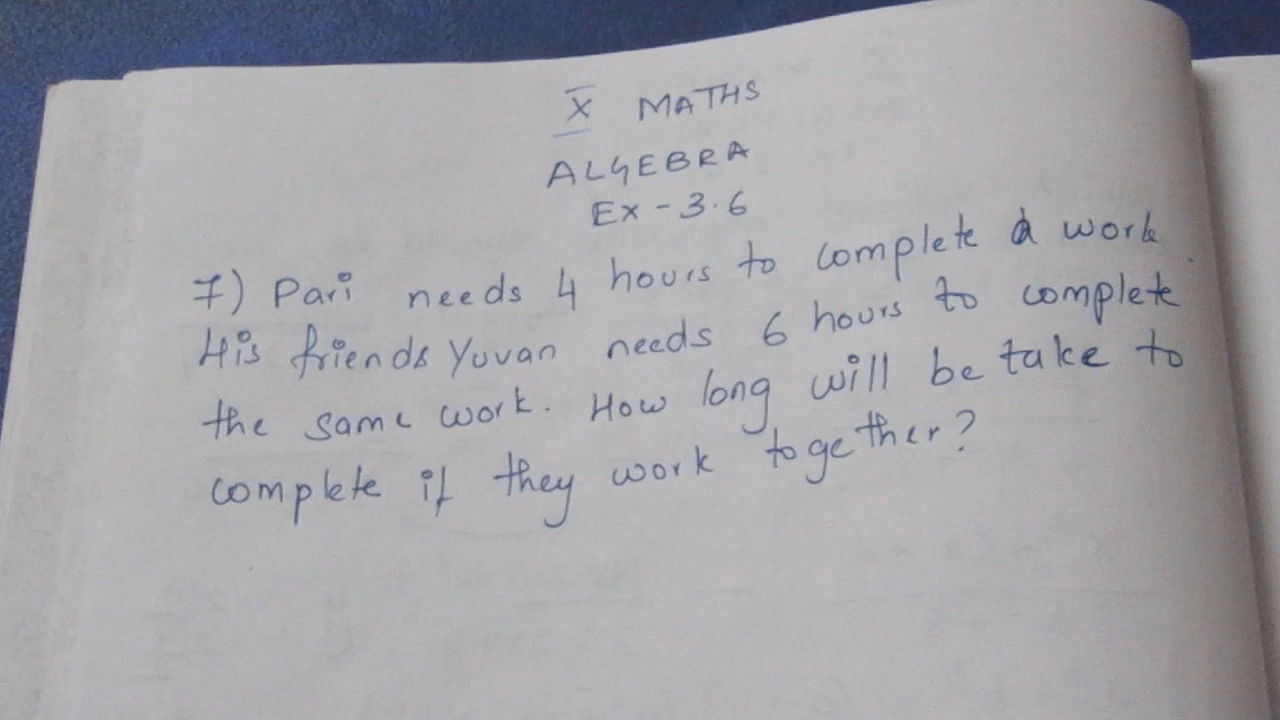 X MATHS
ALGEBRA
Ex - 3.6
7) Pari needs 4 hours to complete a work
His friends Yuvan needs 6 hours to complete
the same work. How long will be take to
complete if they work together?